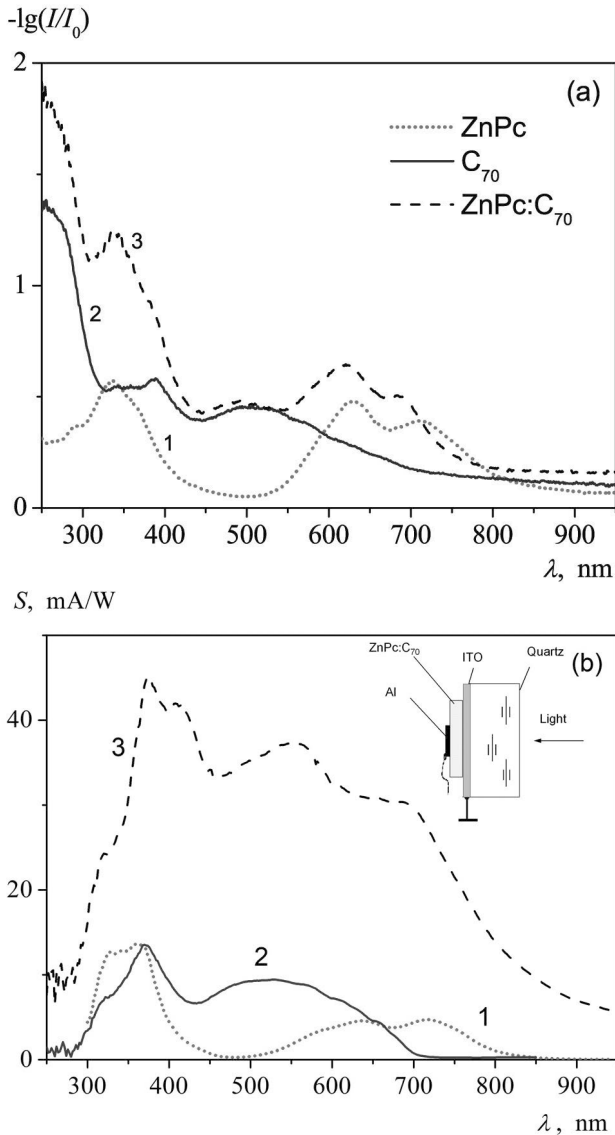 -lg(I/I₀)
2
(a)
ZnPc
C₇₀
ZnPc:C₇₀
3
1
2
1
0
300 400 500 600 700 800 900
λ, nm
S, mA/W
ZnPc:C₇₀
ITO
Quartz
(b)
Al
Light
40
3
20
2
1
0
300 400 500 600 700 800 900
λ, nm